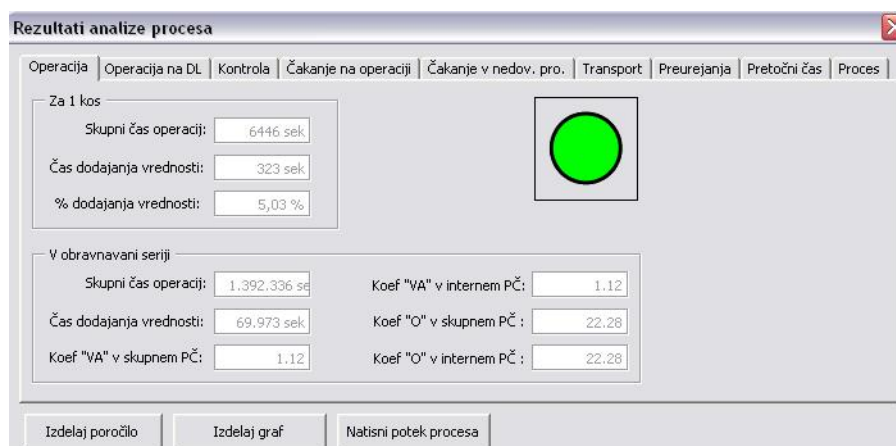 Rezultati analize procesa
Operacija Operacija na DL Kontrola Čakanje na operaciji Čakanje v nedov. pro. Transport Preurejanja Pretočni čas Proces
Za 1 kos
Skupni čas operacij: 6446 sek
Čas dodajanja vrednosti: 323 sek
% dodajanja vrednosti: 5,03 %
V obravnavani seriji
Skupni čas operacij: 1.392.336 se Koef "VA" v internem PČ: 1.12
Čas dodajanja vrednosti: 69.973 sek Koef "O" v skupnem PČ : 22.28
Koef "VA" v skupnem PČ: 1.12 Koef "O" v internem PČ : 22.28
Izdelaj poročilo Izdelaj graf Natisni potek procesa